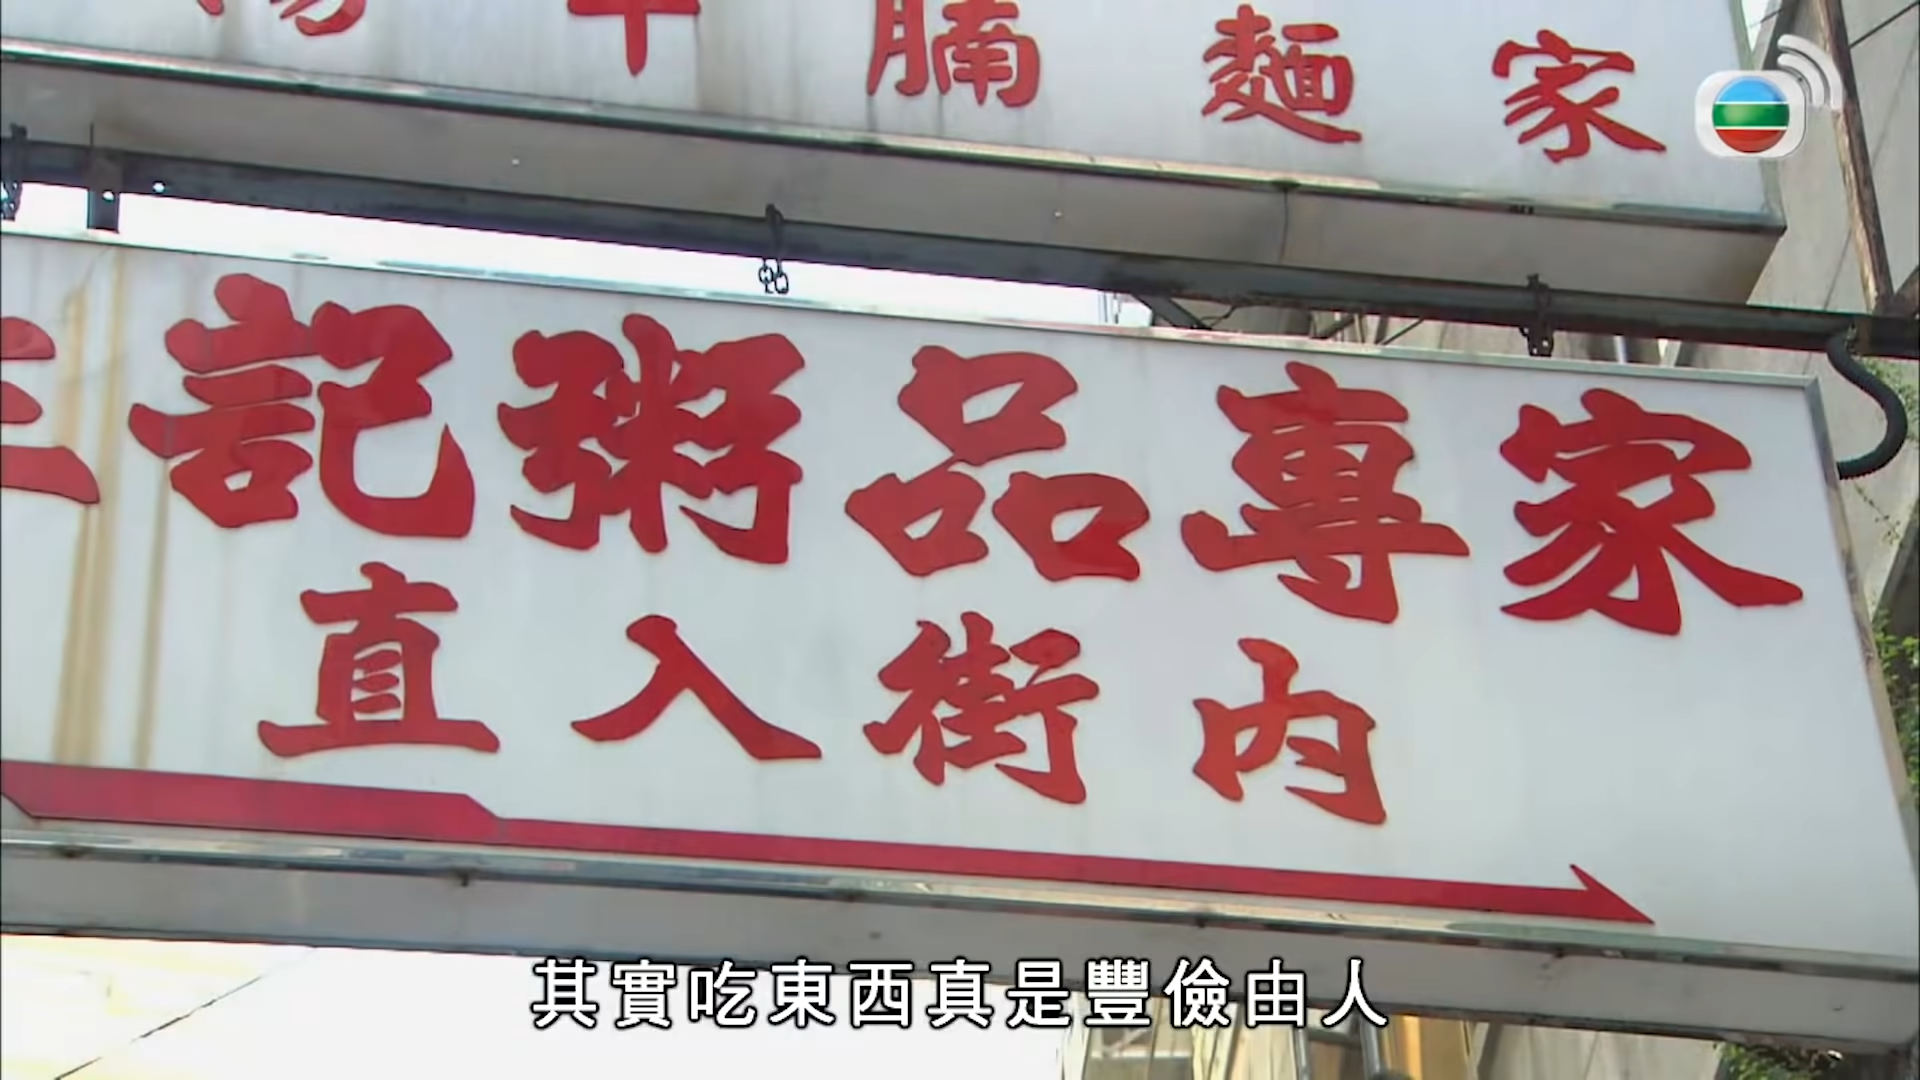 腩麵家
記粥品專家
直入街內
其實吃東西真是豐儉由人